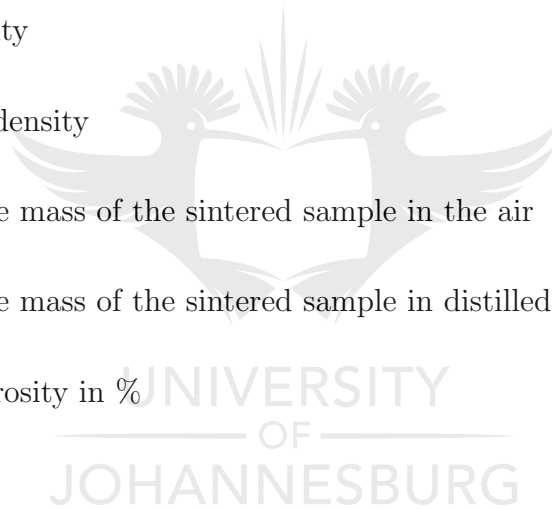 ity
density
e mass of the sintered sample in the air
e mass of the sintered sample in distilled
rosity in %
UNIVERSITY
OF
JOHANNESBURG